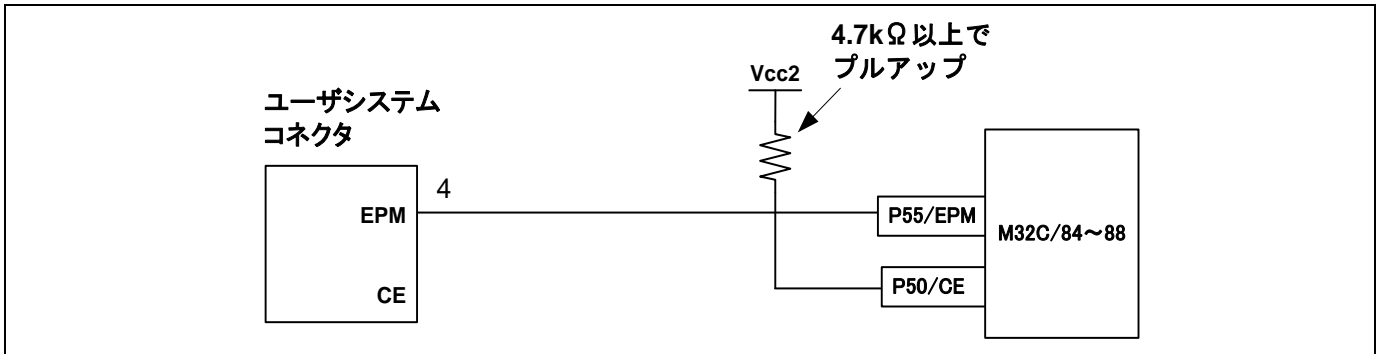 4.7kΩ以上で
プルアップ
Vcc2
ユーザシステム
コネクタ
4
EPM
P55/EPM
M32C/84～88
CE
P50/CE